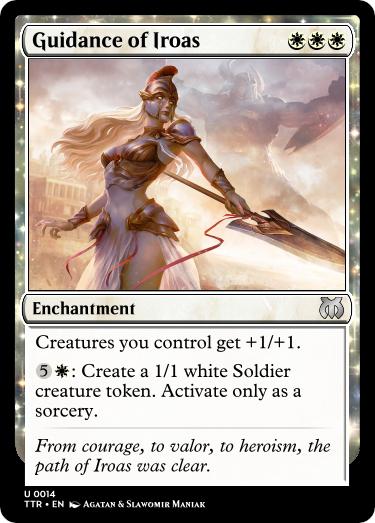 Guidance of Iroas
Enchantment
Creatures you control get +1/+1.
5 : Create a 1/1 white Soldier
creature token. Activate only as a
sorcery.
From courage, to valor, to heroism, the
path of Iroas was clear.
U 0014
TTR • EN Agatan & Slawomir Maniak